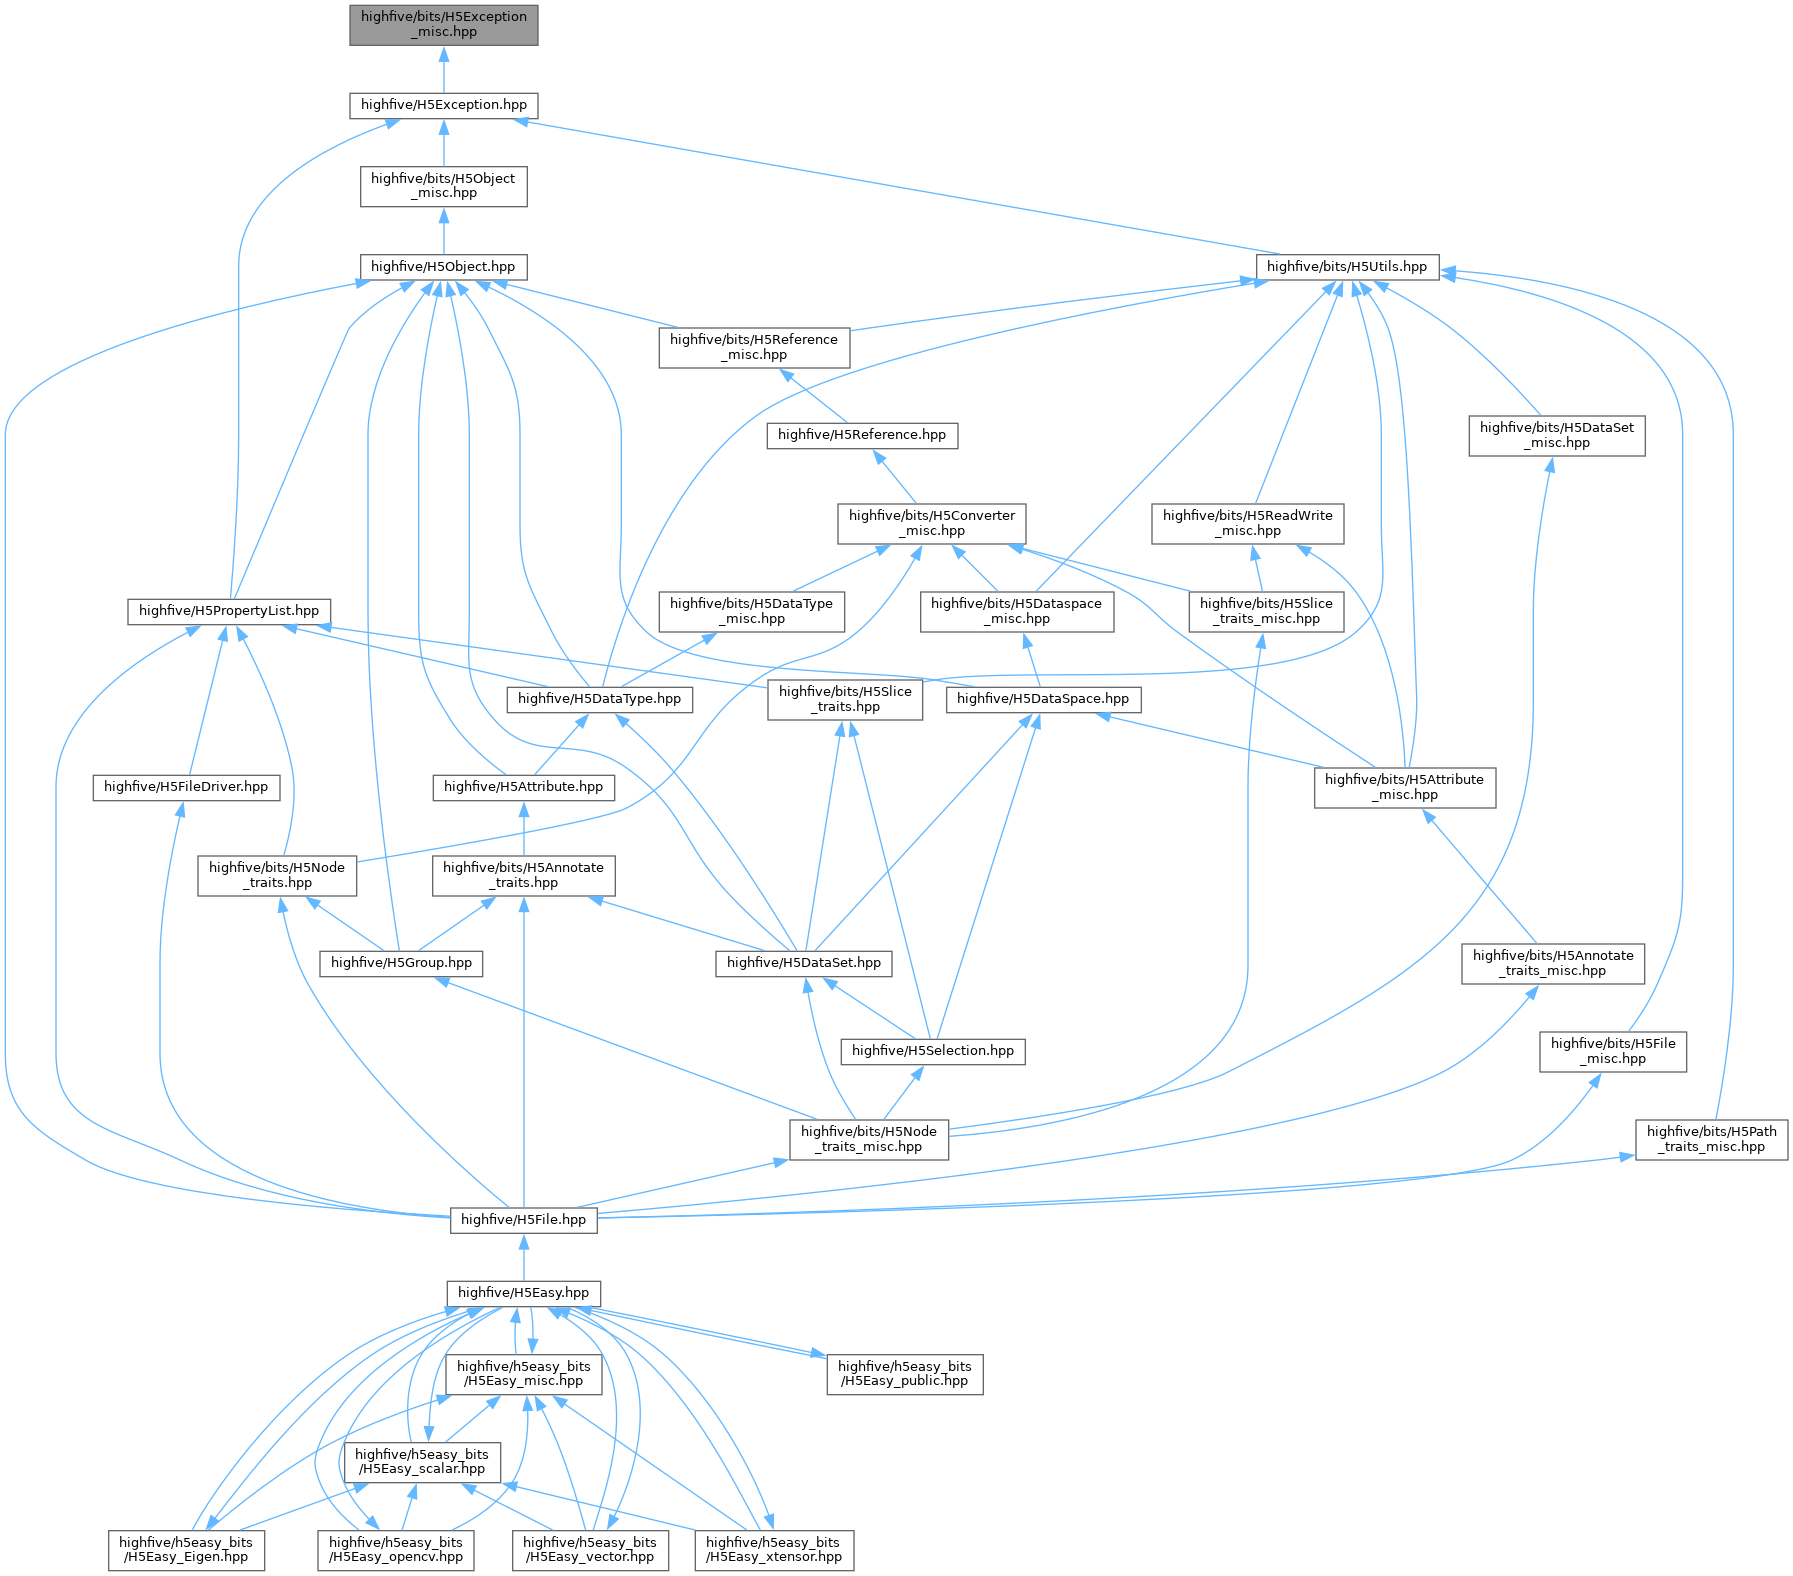 highfive/bits/H5Exception
_misc.hpp
highfive/H5Exception.hpp
highfive/bits/H5Object
_misc.hpp
highfive/H5Object.hpp
highfive/bits/H5Utils.hpp
highfive/bits/H5Reference
_misc.hpp
highfive/H5Reference.hpp
highfive/bits/H5DataSet
_misc.hpp
highfive/bits/H5Converter
_misc.hpp
highfive/bits/H5ReadWrite
_misc.hpp
highfive/H5PropertyList.hpp
highfive/bits/H5DataType
_misc.hpp
highfive/bits/H5Dataspace
_misc.hpp
highfive/bits/H5Slice
_traits_misc.hpp
highfive/H5DataType.hpp
highfive/bits/H5Slice
_traits.hpp
highfive/H5DataSpace.hpp
highfive/H5FileDriver.hpp
highfive/H5Attribute.hpp
highfive/bits/H5Attribute
_misc.hpp
highfive/bits/H5Node
_traits.hpp
highfive/bits/H5Annotate
_traits.hpp
highfive/H5Group.hpp
highfive/H5DataSet.hpp
highfive/bits/H5Annotate
_traits_misc.hpp
highfive/H5Selection.hpp
highfive/bits/H5File
_misc.hpp
highfive/bits/H5Node
_traits_misc.hpp
highfive/bits/H5Path
_traits_misc.hpp
highfive/H5File.hpp
highfive/H5Easy.hpp
highfive/h5easy_bits
/H5Easy_misc.hpp
highfive/h5easy_bits
/H5Easy_public.hpp
highfive/h5easy_bits
/H5Easy_scalar.hpp
highfive/h5easy_bits
/H5Easy_Eigen.hpp
highfive/h5easy_bits
/H5Easy_opencv.hpp
highfive/h5easy_bits
/H5Easy_vector.hpp
highfive/h5easy_bits
/H5Easy_xtensor.hpp